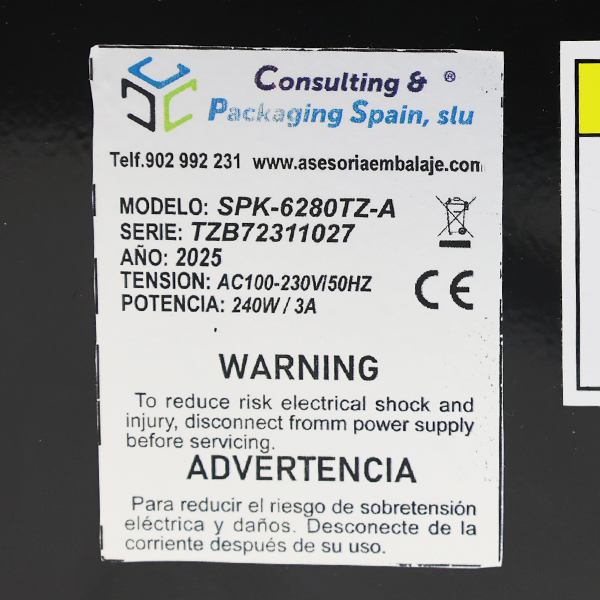 Consulting & ®
Packaging Spain, slu
Telf.902 992 231 www.asesoriaembalaje.com
MODELO: SPK-6280TZ-A
SERIE: TZB72311027
AÑO: 2025
TENSION: AC100-230V/50HZ
POTENCIA: 240W / 3A
CE
WARNING
To reduce risk electrical shock and
injury, disconnect fromm power supply
before servicing.
ADVERTENCIA
Para reducir el riesgo de sobretensión
eléctrica y daños. Desconecte de la
corriente después de su uso.